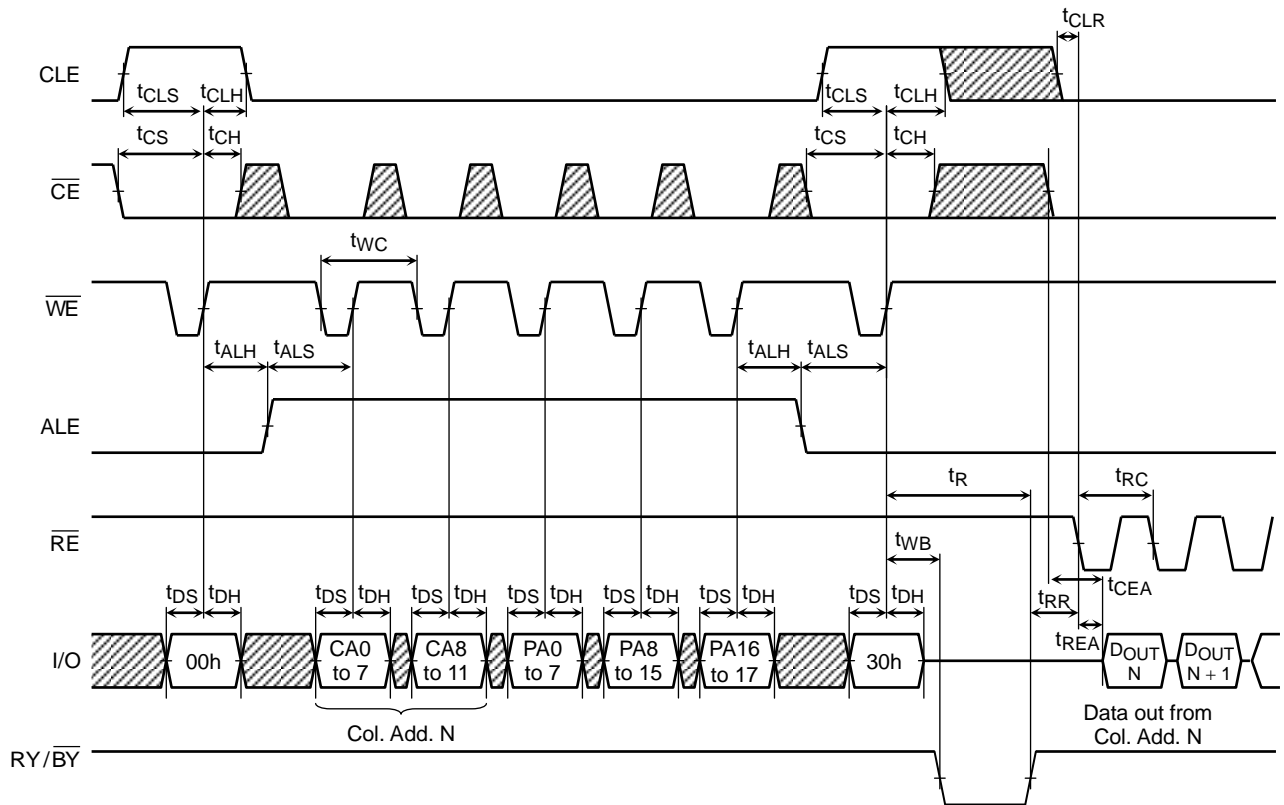 tCLR
CLE
tCLS tCLH tCLS tCLH
tCS tCH tCS tCH
CE
tWC
WE
tALH tALS tALH tALS
ALE
tR tRC
RE
tWB
tDS tDH tDS tDH tDS tDH tDS tDH tDS tDH tDS tDH tDS tDH tRR tCEA
tREA
I/O 00h CA0 to 7 CA8 to 11 PA0 to 7 PA8 to 15 PA16 to 17 30h DOUT N DOUT N + 1
Col. Add. N
Data out from
Col. Add. N
RY/BY